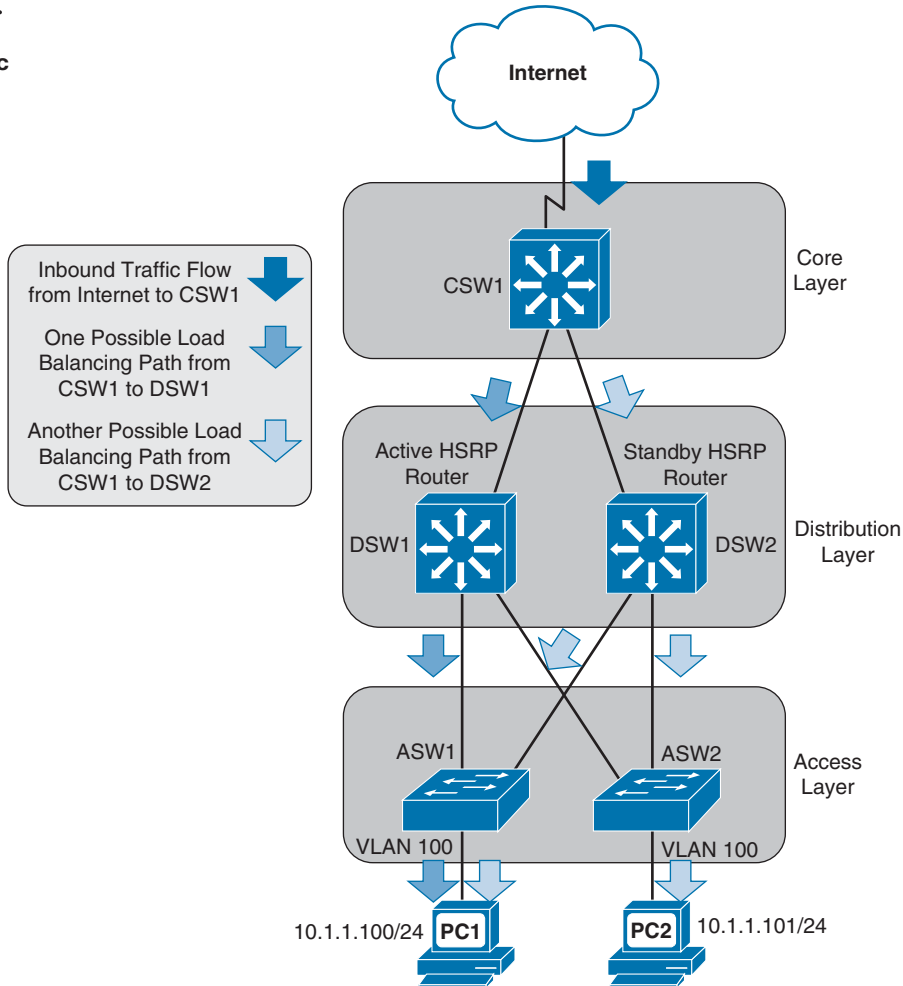 c
Internet
Inbound Traffic Flow
from Internet to CSW1
One Possible Load
Balancing Path from
CSW1 to DSW1
Another Possible Load
Balancing Path from
CSW1 to DSW2
CSW1
Core
Layer
Active HSRP
Router
Standby HSRP
Router
DSW1
DSW2
Distribution
Layer
ASW1
ASW2
Access
Layer
VLAN 100
VLAN 100
10.1.1.100/24
PC1
PC2
10.1.1.101/24